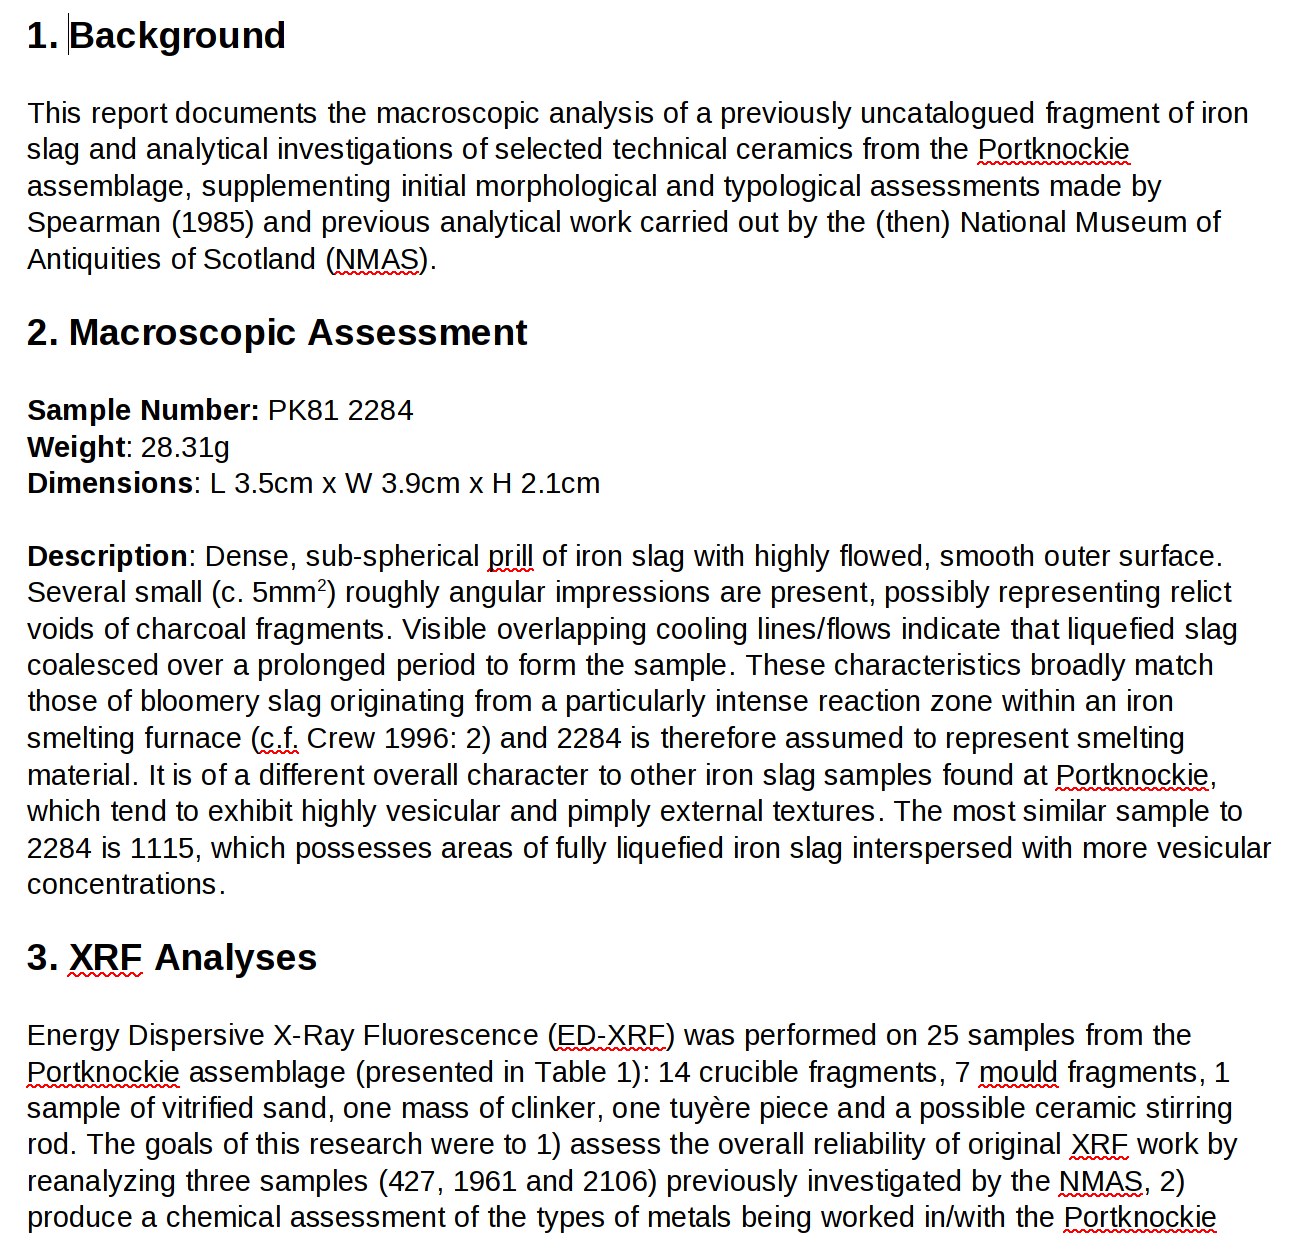 1. Background
This report documents the macroscopic analysis of a previously uncatalogued fragment of iron
slag and analytical investigations of selected technical ceramics from the Portknockie
assemblage, supplementing initial morphological and typological assessments made by
Spearman (1985) and previous analytical work carried out by the (then) National Museum of
Antiquities of Scotland (NMAS).
2. Macroscopic Assessment
Sample Number: PK81 2284
Weight: 28.31g
Dimensions: L 3.5cm x W 3.9cm x H 2.1cm
Description: Dense, sub-spherical prill of iron slag with highly flowed, smooth outer surface.
Several small (c. 5mm²) roughly angular impressions are present, possibly representing relict
voids of charcoal fragments. Visible overlapping cooling lines/flows indicate that liquefied slag
coalesced over a prolonged period to form the sample. These characteristics broadly match
those of bloomery slag originating from a particularly intense reaction zone within an iron
smelting furnace (c.f. Crew 1996: 2) and 2284 is therefore assumed to represent smelting
material. It is of a different overall character to other iron slag samples found at Portknockie,
which tend to exhibit highly vesicular and pimply external textures. The most similar sample to
2284 is 1115, which possesses areas of fully liquefied iron slag interspersed with more vesicular
concentrations.
3. XRF Analyses
Energy Dispersive X-Ray Fluorescence (ED-XRF) was performed on 25 samples from the
Portknockie assemblage (presented in Table 1): 14 crucible fragments, 7 mould fragments, 1
sample of vitrified sand, one mass of clinker, one tuyère piece and a possible ceramic stirring
rod. The goals of this research were to 1) assess the overall reliability of original XRF work by
reanalyzing three samples (427, 1961 and 2106) previously investigated by the NMAS, 2)
produce a chemical assessment of the types of metals being worked in/with the Portknockie